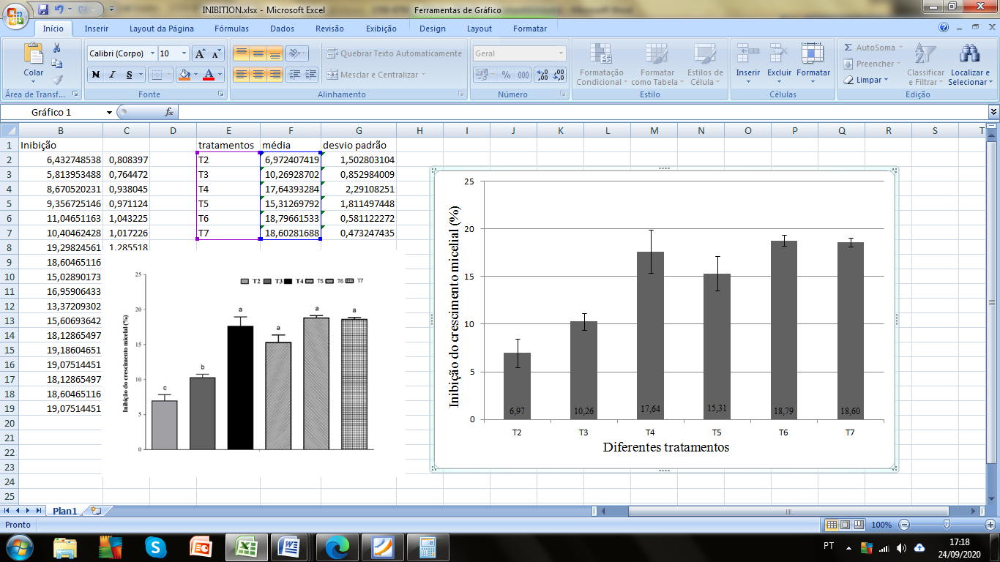 INIBITION.xlsx - Microsoft Excel
Ferramentas de Gráfico
Início Inserir Layout da Página Fórmulas Dados Revisão Exibição Design Layout Formatar
Colar
Área de Transf...
Calibri (Corpo) 10
N I S
Fonte
Quebrar Texto Automaticamente
Mesclar e Centralizar
Alinhamento
Geral
% 000
Número
Formatação Condicional
Formatar como Tabela
Estilos de Célula
Estilo
Inserir Excluir Formatar
Células
AutoSoma
Preencher
Limpar
Classificar e Filtrar
Localizar e Selecionar
Edição
Gráfico 1
fx
B C D E F G H I J K L M N O P Q R S T
1 Inibição tratamentos média desvio padrão
2 6,432748538 0,808397 T2 6,972407419 1,502803104
3 5,813953488 0,764472 T3 10,26928702 0,852984009
4 8,670520231 0,938045 T4 17,64393284 2,29108251
5 9,356725146 0,971124 T5 15,31269792 1,811497448
6 11,04651163 1,043225 T6 18,79661533 0,581122272
7 10,40462428 1,017226 T7 18,60281688 0,473247435
8 19,29824561 1,285518
9 18,60465116
10 15,02890173
11 16,95906433
12 13,37209302
13 15,60693642
14 18,12865497
15 19,18604651
16 19,07514451
17 18,12865497
18 18,60465116
19 19,07514451
20
21
22
23
24
25
Inibição do crescimento micelal (%)
25
20
15
10
5
0
T2 T3 T4 T5 T6 T7
c b a a a a
Inibição do crescimento micelial (%)
25
20
15
10
5
0
6,97 10,26 17,64 15,31 18,79 18,60
T2 T3 T4 T5 T6 T7
Diferentes tratamentos
Plan1
Pronto
100%
PT
17:18
24/09/2020